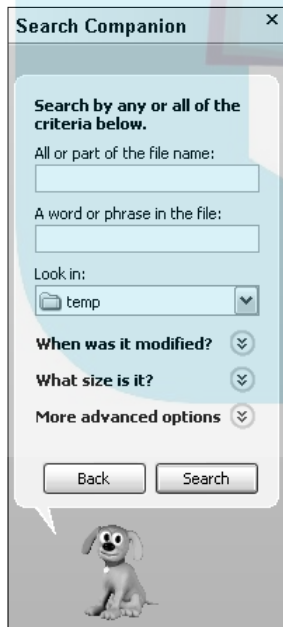 Search Companion
Search by any or all of the
criteria below.
All or part of the file name:
A word or phrase in the file:
Look in:
temp
When was it modified?
What size is it?
More advanced options
Back Search